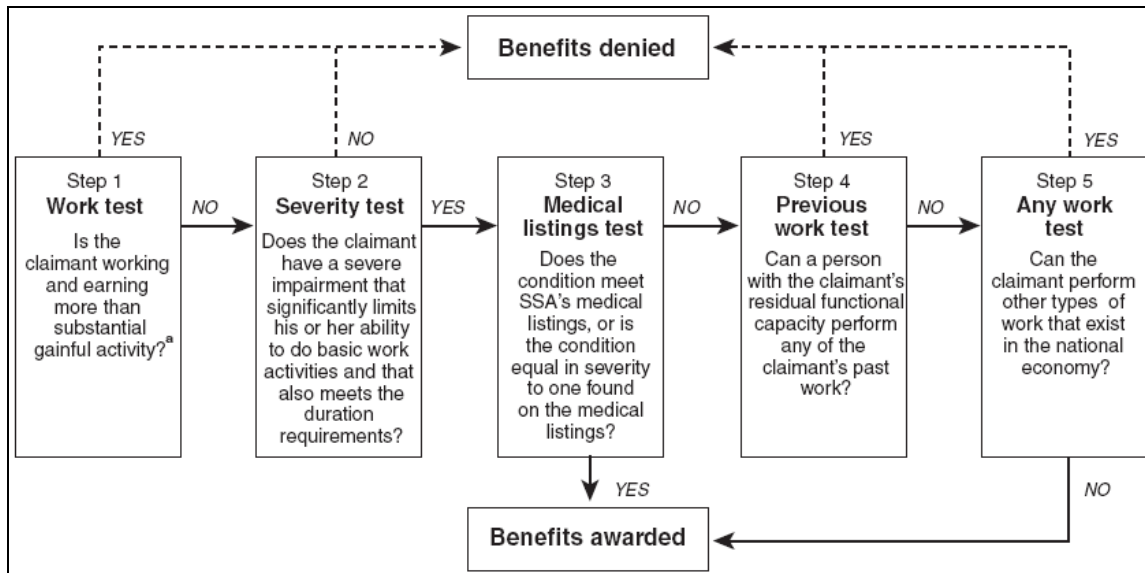 Benefits denied
YES
NO
YES
YES
Step 1
Work test
Is the
claimant working
and earning
more than
substantial
gainful activity?a
NO
Step 2
Severity test
Does the claimant
have a severe
impairment that
significantly limits
his or her ability
to do basic work
activities and that
also meets the
duration
requirements?
YES
Step 3
Medical
listings test
Does the
condition meet
SSA's medical
listings, or is
the condition
equal in severity
to one found
on the medical
listings?
NO
Step 4
Previous
work test
Can a person
with the claimant's
residual functional
capacity perform
any of the
claimant's past
work?
NO
Step 5
Any work
test
Can the
claimant perform
other types of
work that exist
in the national
economy?
YES
NO
Benefits awarded